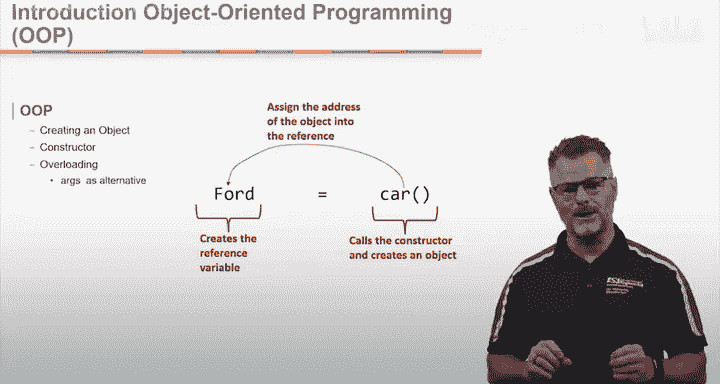 Introduction Object-Oriented Programming
(OOP)
OOP
– Creating an Object
– Constructor
– Overloading
• args as alternative
Assign the address
of the object into
the reference
Ford = car()
Creates the
reference
variable
Calls the constructor
and creates an object